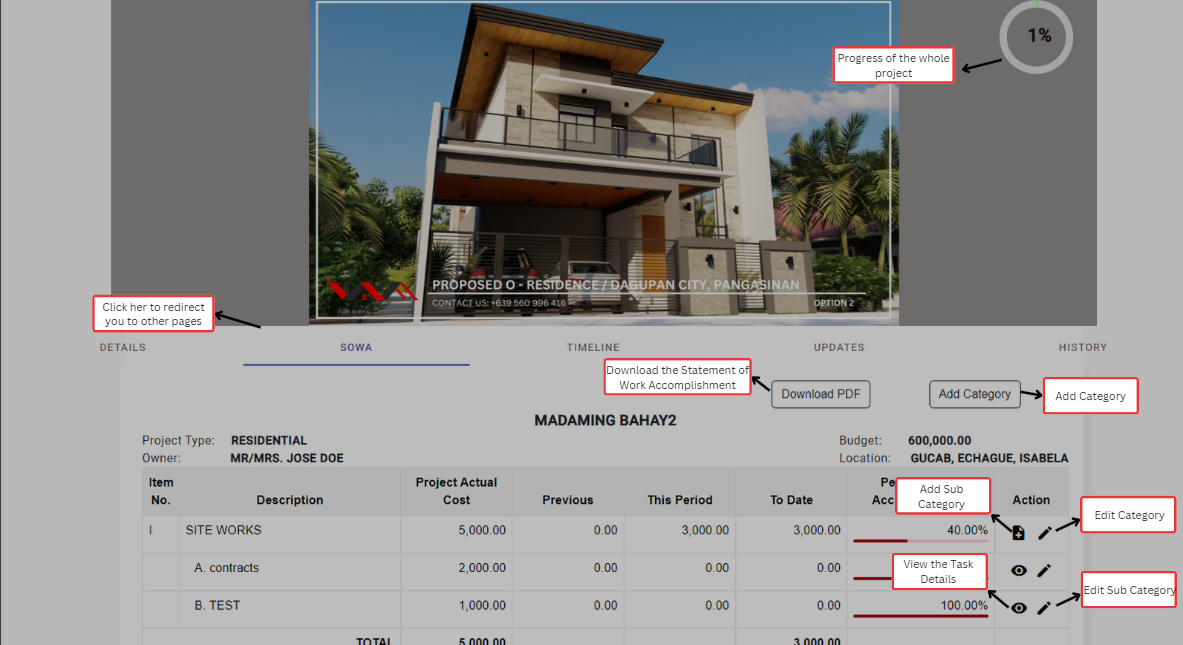 1%
Progress of the whole
project
PROPOSED O - RESIDENCE / DAGUPAN CITY, PANGASINAN
CONTACT US: +639 560 996 416
OPTION 2
Click her to redirect
you to other pages
DETAILS SOWA TIMELINE UPDATES HISTORY
Download the Statement of
Work Accomplishment
Download PDF
Add Category
Add Category
MADAMING BAHAY2
Project Type: RESIDENTIAL
Budget: 600,000.00
Owner: MR/MRS. JOSE DOE
Location: GUCAB, ECHAGUE, ISABELA
Item
No.
Description
Project Actual
Cost
Previous
This Period
To Date
Add Sub
Category
Action
Edit Category
I SITE WORKS 5,000.00 0.00 3,000.00 3,000.00 40.00%
View the Task
Details
A. contracts 2,000.00 0.00 0.00 0.00
Edit Sub Category
B. TEST 1,000.00 0.00 0.00 0.00 100.00%
TOTAL 5,000.00 3,000.00